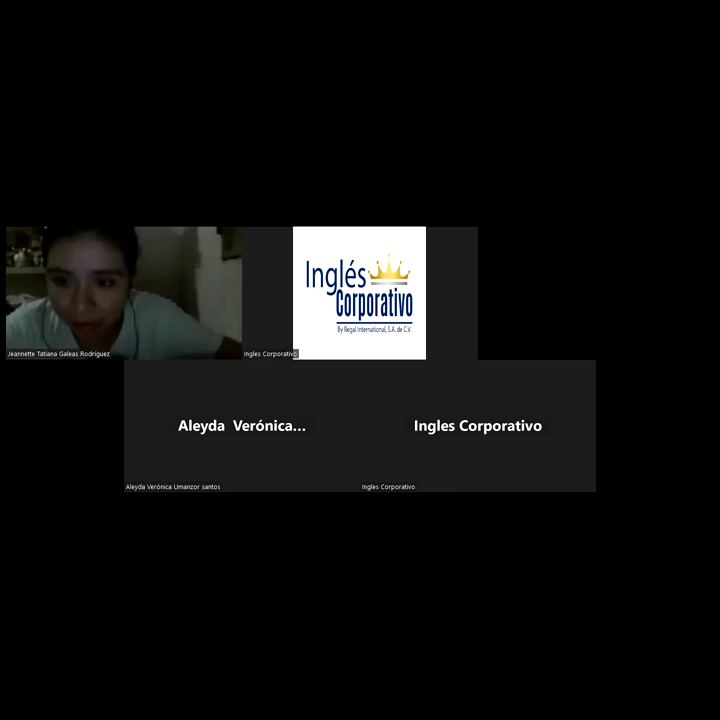 Inglés
Corporativo
By Regal International, S.A. de C.V.
Jeannette Tatiana Galeas Rodríguez
Ingles Corporativo
Aleyda Verónica...
Ingles Corporativo
Aleyda Verónica Umanzor santos
Ingles Corporativo